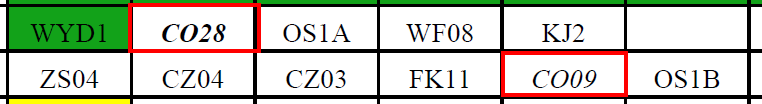 WYD1 CO28 OS1A WF08 KJ2
ZS04 CZ04 CZ03 FK11 CO09 OS1B